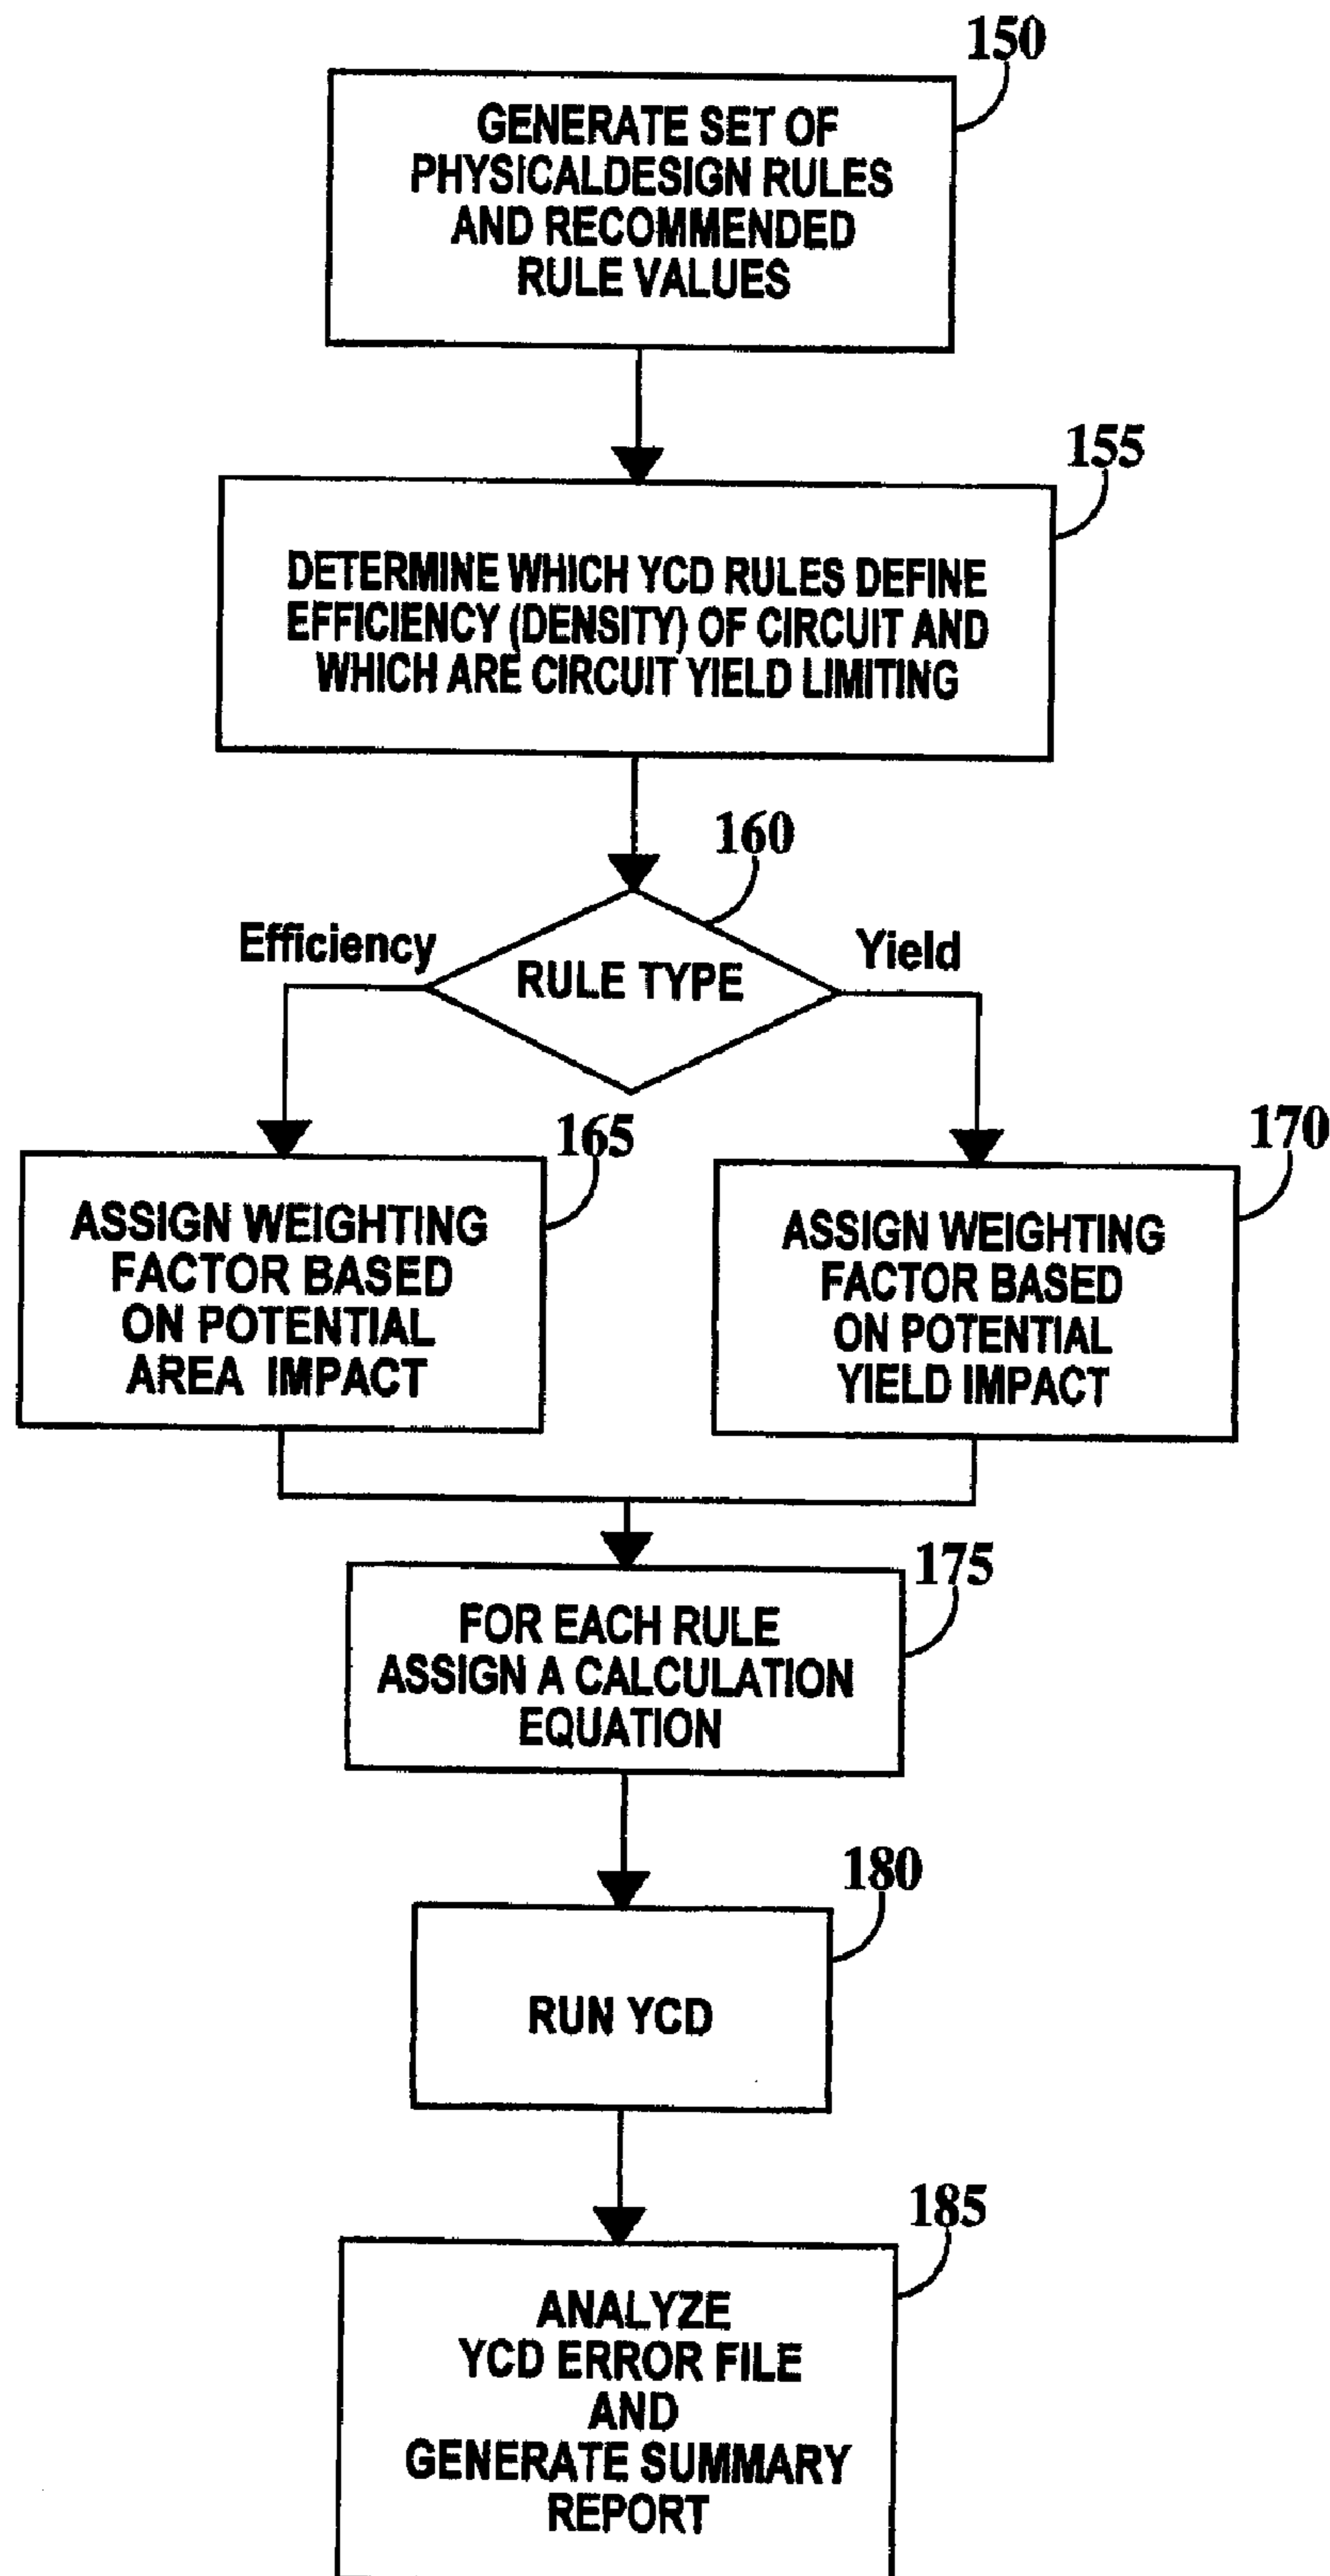 150
GENERATE SET OF
PHYSICALDESIGN RULES
AND RECOMMENDED
RULE VALUES
155
DETERMINE WHICH YCD RULES DEFINE
EFFICIENCY (DENSITY) OF CIRCUIT AND
WHICH ARE CIRCUIT YIELD LIMITING
160
Efficiency
RULE TYPE
Yield
165
ASSIGN WEIGHTING
FACTOR BASED
ON POTENTIAL
AREA IMPACT
170
ASSIGN WEIGHTING
FACTOR BASED
ON POTENTIAL
YIELD IMPACT
175
FOR EACH RULE
ASSIGN A CALCULATION
EQUATION
180
RUN YCD
185
ANALYZE
YCD ERROR FILE
AND
GENERATE SUMMARY
REPORT